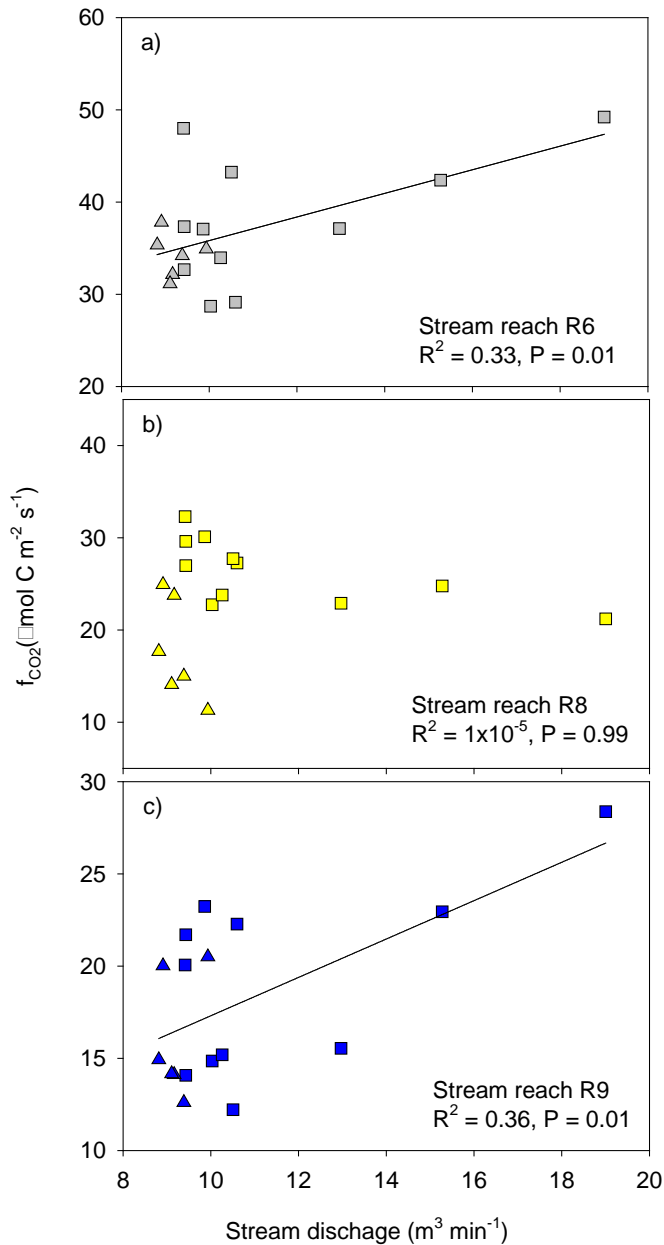 60
a)
50
40
30
Stream reach R6
R² = 0.33, P = 0.01
20
b)
40
30
20
10
Stream reach R8
R² = 1x10⁻⁵, P = 0.99
f_CO2(□mol C m⁻² s⁻¹)
30
c)
25
20
15
Stream reach R9
R² = 0.36, P = 0.01
10
8 10 12 14 16 18 20
Stream dischage (m³ min⁻¹)